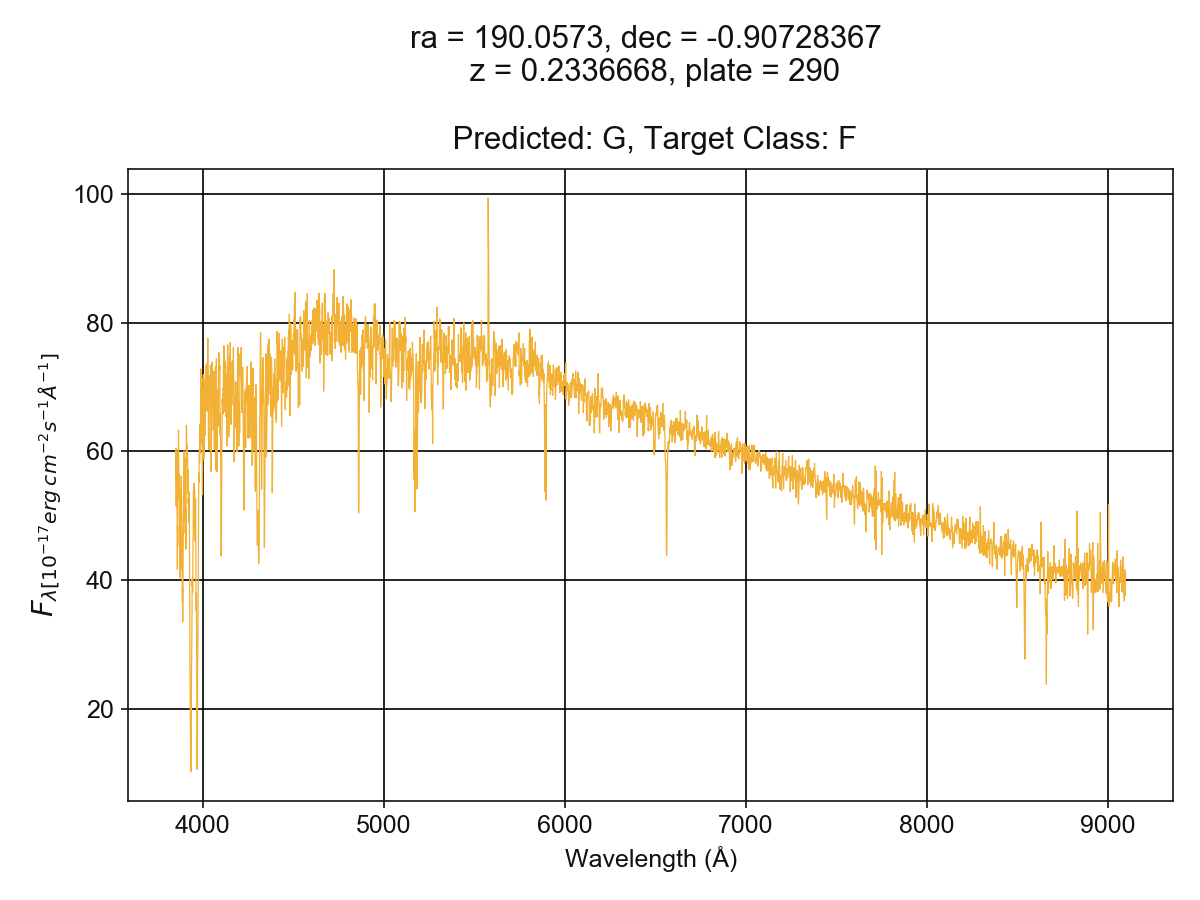 ra = 190.0573, dec = -0.90728367
z = 0.2336668, plate = 290
Predicted: G, Target Class: F
100
80
60
40
20
F_λ[10⁻¹⁷erg cm⁻²s⁻¹Å⁻¹]
4000 5000 6000 7000 8000 9000
Wavelength (Å)